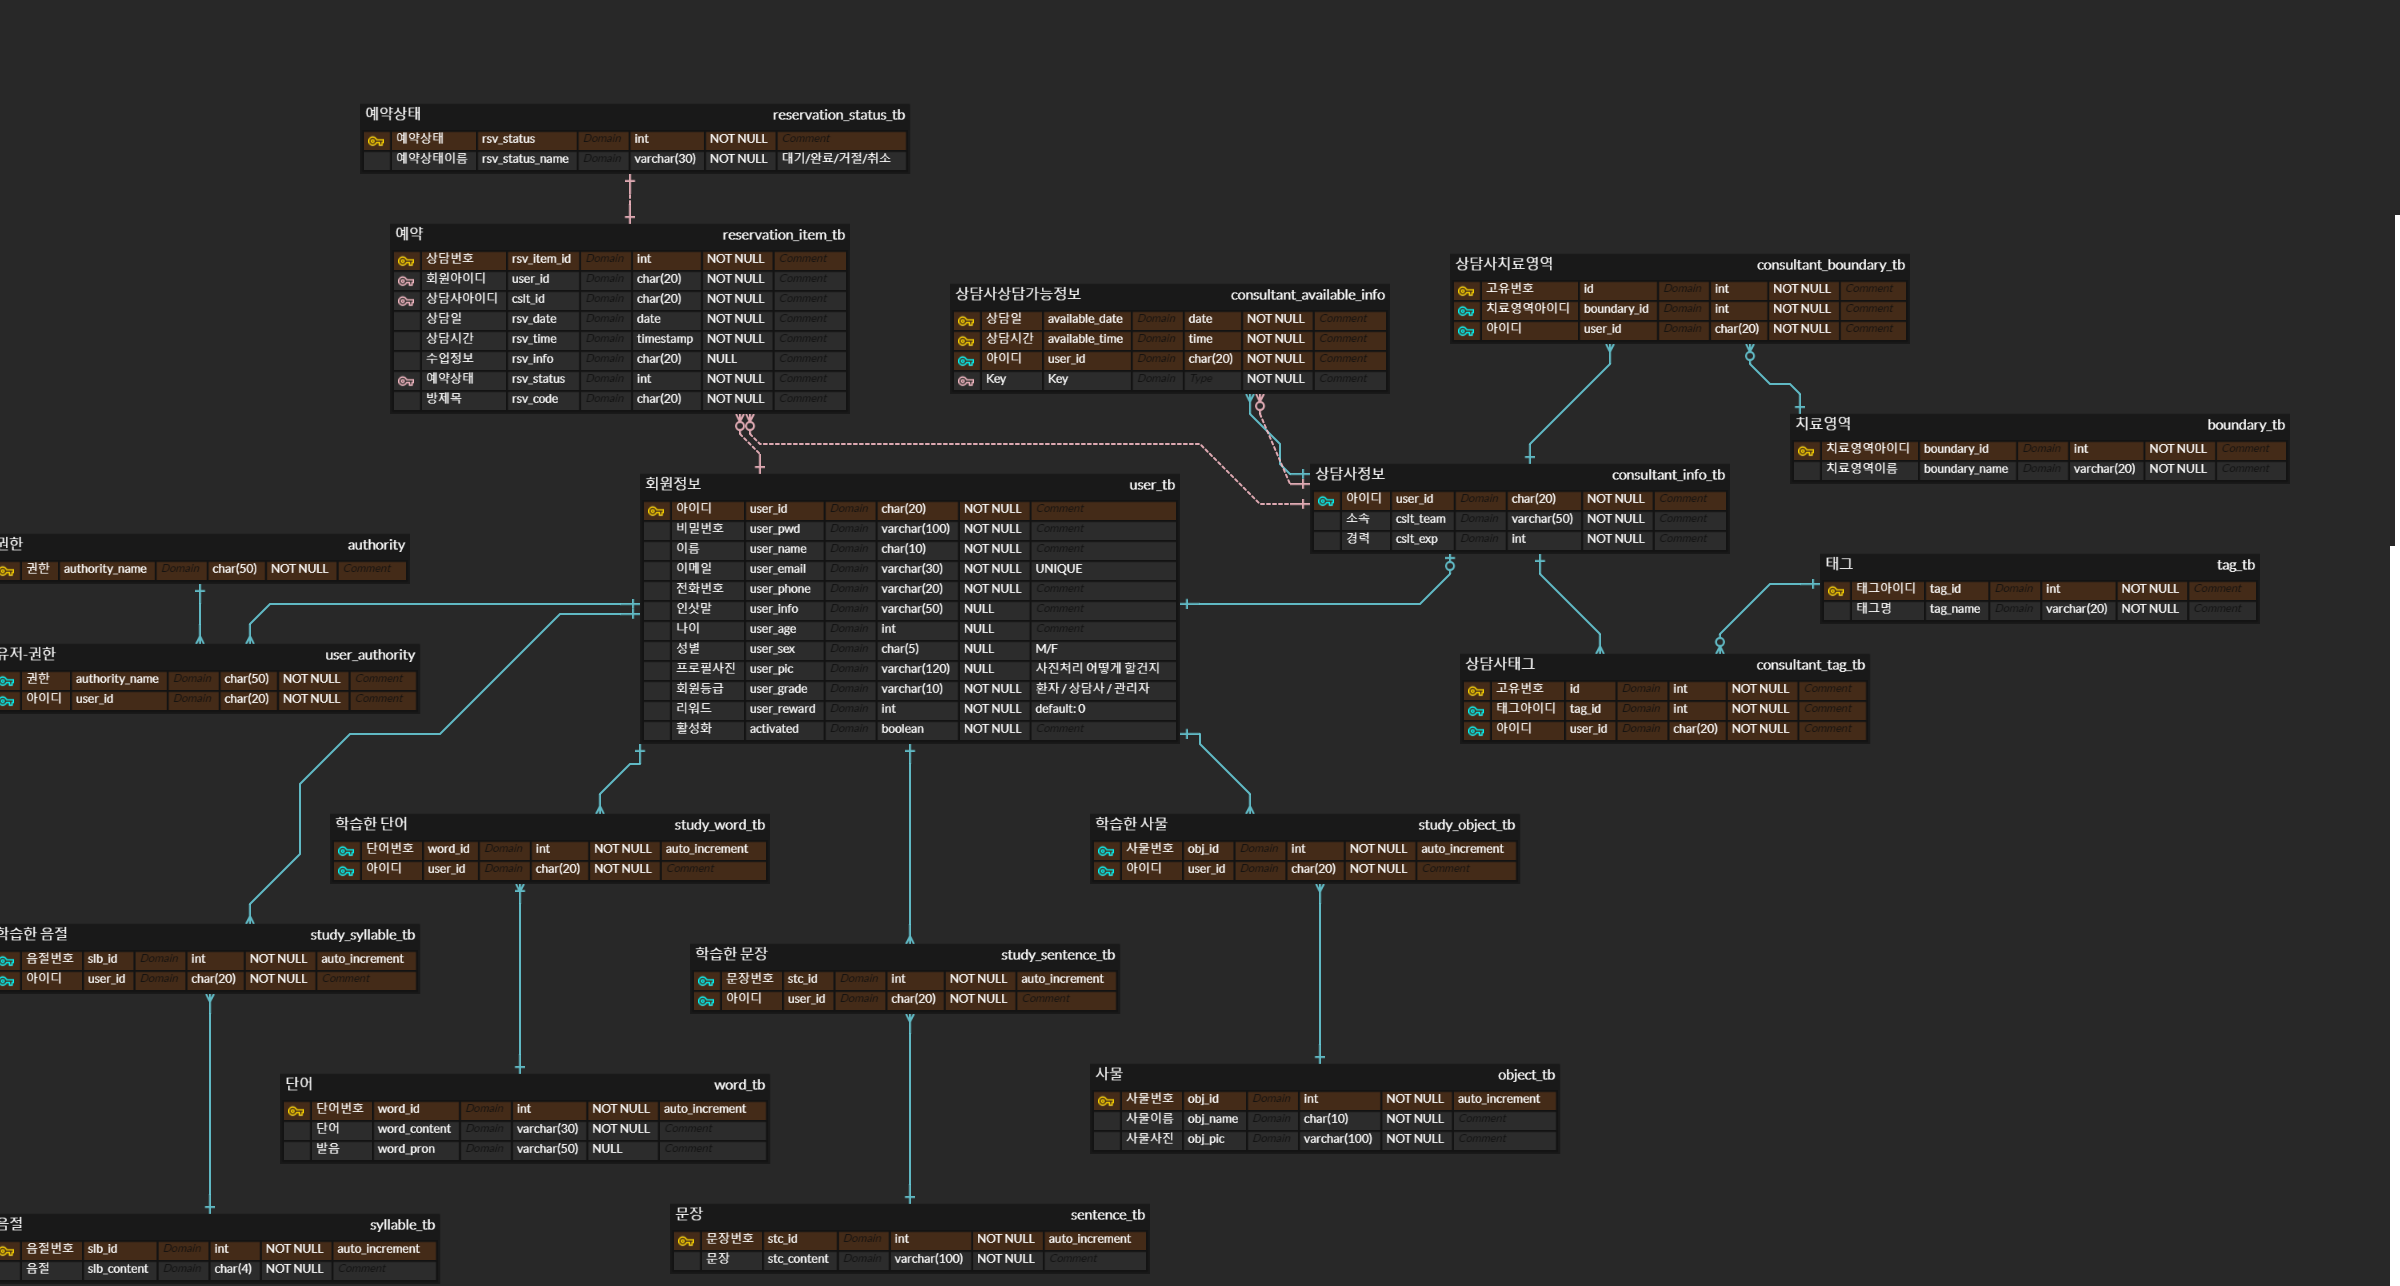 예약상태 reservation_status_tb
예약상태 rsv_status Domain int NOT NULL Comment
예약상태이름 rsv_status_name Domain varchar(30) NOT NULL 대기/완료/거절/취소
예약 reservation_item_tb
상담번호 rsv_item_id Domain int NOT NULL Comment
회원아이디 user_id Domain char(20) NOT NULL Comment
상담사아이디 cslt_id Domain char(20) NOT NULL Comment
상담일 rsv_date Domain date NOT NULL Comment
상담시간 rsv_time Domain timestamp NOT NULL Comment
수업정보 rsv_info Domain char(20) NULL Comment
예약상태 rsv_status Domain int NOT NULL Comment
방제목 rsv_code Domain char(20) NOT NULL Comment
상담사상담가능정보 consultant_available_info
상담일 available_date Domain date NOT NULL Comment
상담시간 available_time Domain time NOT NULL Comment
아이디 user_id Domain char(20) NOT NULL Comment
Key Key Domain Type NOT NULL Comment
상담사치료영역 consultant_boundary_tb
고유번호 id Domain int NOT NULL Comment
치료영역아이디 boundary_id Domain int NOT NULL Comment
아이디 user_id Domain char(20) NOT NULL Comment
치료영역 boundary_tb
치료영역아이디 boundary_id Domain int NOT NULL Comment
치료영역이름 boundary_name Domain varchar(20) NOT NULL Comment
회원정보 user_tb
아이디 user_id Domain char(20) NOT NULL Comment
비밀번호 user_pwd Domain varchar(100) NOT NULL Comment
이름 user_name Domain char(10) NOT NULL Comment
이메일 user_email Domain varchar(30) NOT NULL UNIQUE
전화번호 user_phone Domain varchar(20) NOT NULL Comment
인삿말 user_info Domain varchar(50) NULL Comment
나이 user_age Domain int NULL Comment
성별 user_sex Domain char(5) NULL M/F
프로필사진 user_pic Domain varchar(120) NULL 사진처리 어떻게 할건지
회원등급 user_grade Domain varchar(10) NOT NULL 환자 / 상담사 / 관리자
리워드 user_reward Domain int NOT NULL default: 0
활성화 activated Domain boolean NOT NULL Comment
상담사정보 consultant_info_tb
아이디 user_id Domain char(20) NOT NULL Comment
소속 cslt_team Domain varchar(50) NOT NULL Comment
경력 cslt_exp Domain int NOT NULL Comment
권한 authority
권한 authority_name Domain char(50) NOT NULL Comment
태그 tag_tb
태그아이디 tag_id Domain int NOT NULL Comment
태그명 tag_name Domain varchar(20) NOT NULL Comment
유저-권한 user_authority
권한 authority_name Domain char(50) NOT NULL Comment
아이디 user_id Domain char(20) NOT NULL Comment
상담사태그 consultant_tag_tb
고유번호 id Domain int NOT NULL Comment
태그아이디 tag_id Domain int NOT NULL Comment
아이디 user_id Domain char(20) NOT NULL Comment
학습한 단어 study_word_tb
단어번호 word_id Domain int NOT NULL auto_increment
아이디 user_id Domain char(20) NOT NULL Comment
학습한 사물 study_object_tb
사물번호 obj_id Domain int NOT NULL auto_increment
아이디 user_id Domain char(20) NOT NULL Comment
학습한 음절 study_syllable_tb
음절번호 slb_id Domain int NOT NULL auto_increment
아이디 user_id Domain char(20) NOT NULL Comment
학습한 문장 study_sentence_tb
문장번호 stc_id Domain int NOT NULL auto_increment
아이디 user_id Domain char(20) NOT NULL Comment
단어 word_tb
단어번호 word_id Domain int NOT NULL auto_increment
단어 word_content Domain varchar(30) NOT NULL Comment
발음 word_pron Domain varchar(50) NULL Comment
사물 object_tb
사물번호 obj_id Domain int NOT NULL auto_increment
사물이름 obj_name Domain char(10) NOT NULL Comment
사물사진 obj_pic Domain varchar(100) NOT NULL Comment
음절 syllable_tb
음절번호 slb_id Domain int NOT NULL auto_increment
음절 slb_content Domain char(4) NOT NULL Comment
문장 sentence_tb
문장번호 stc_id Domain int NOT NULL auto_increment
문장 stc_content Domain varchar(100) NOT NULL Comment